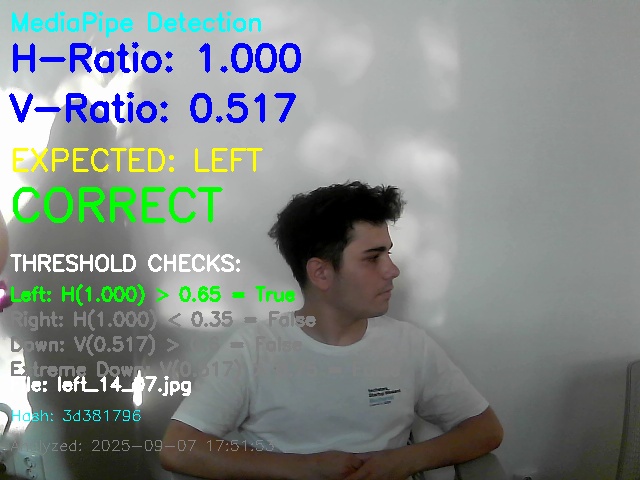 MediaPipe Detection
H-Ratio: 1.000
V-Ratio: 0.517
EXPECTED: LEFT
CORRECT
THRESHOLD CHECKS:
Left: H(1.000) > 0.65 = True
Right: H(1.000) < 0.35 = False
Down: V(0.517) > = False
Extreme Down: V(0.517)
File: left_14_07.jpg
Hash: 3d381796
Analyzed: 2025-09-07 17:51:53